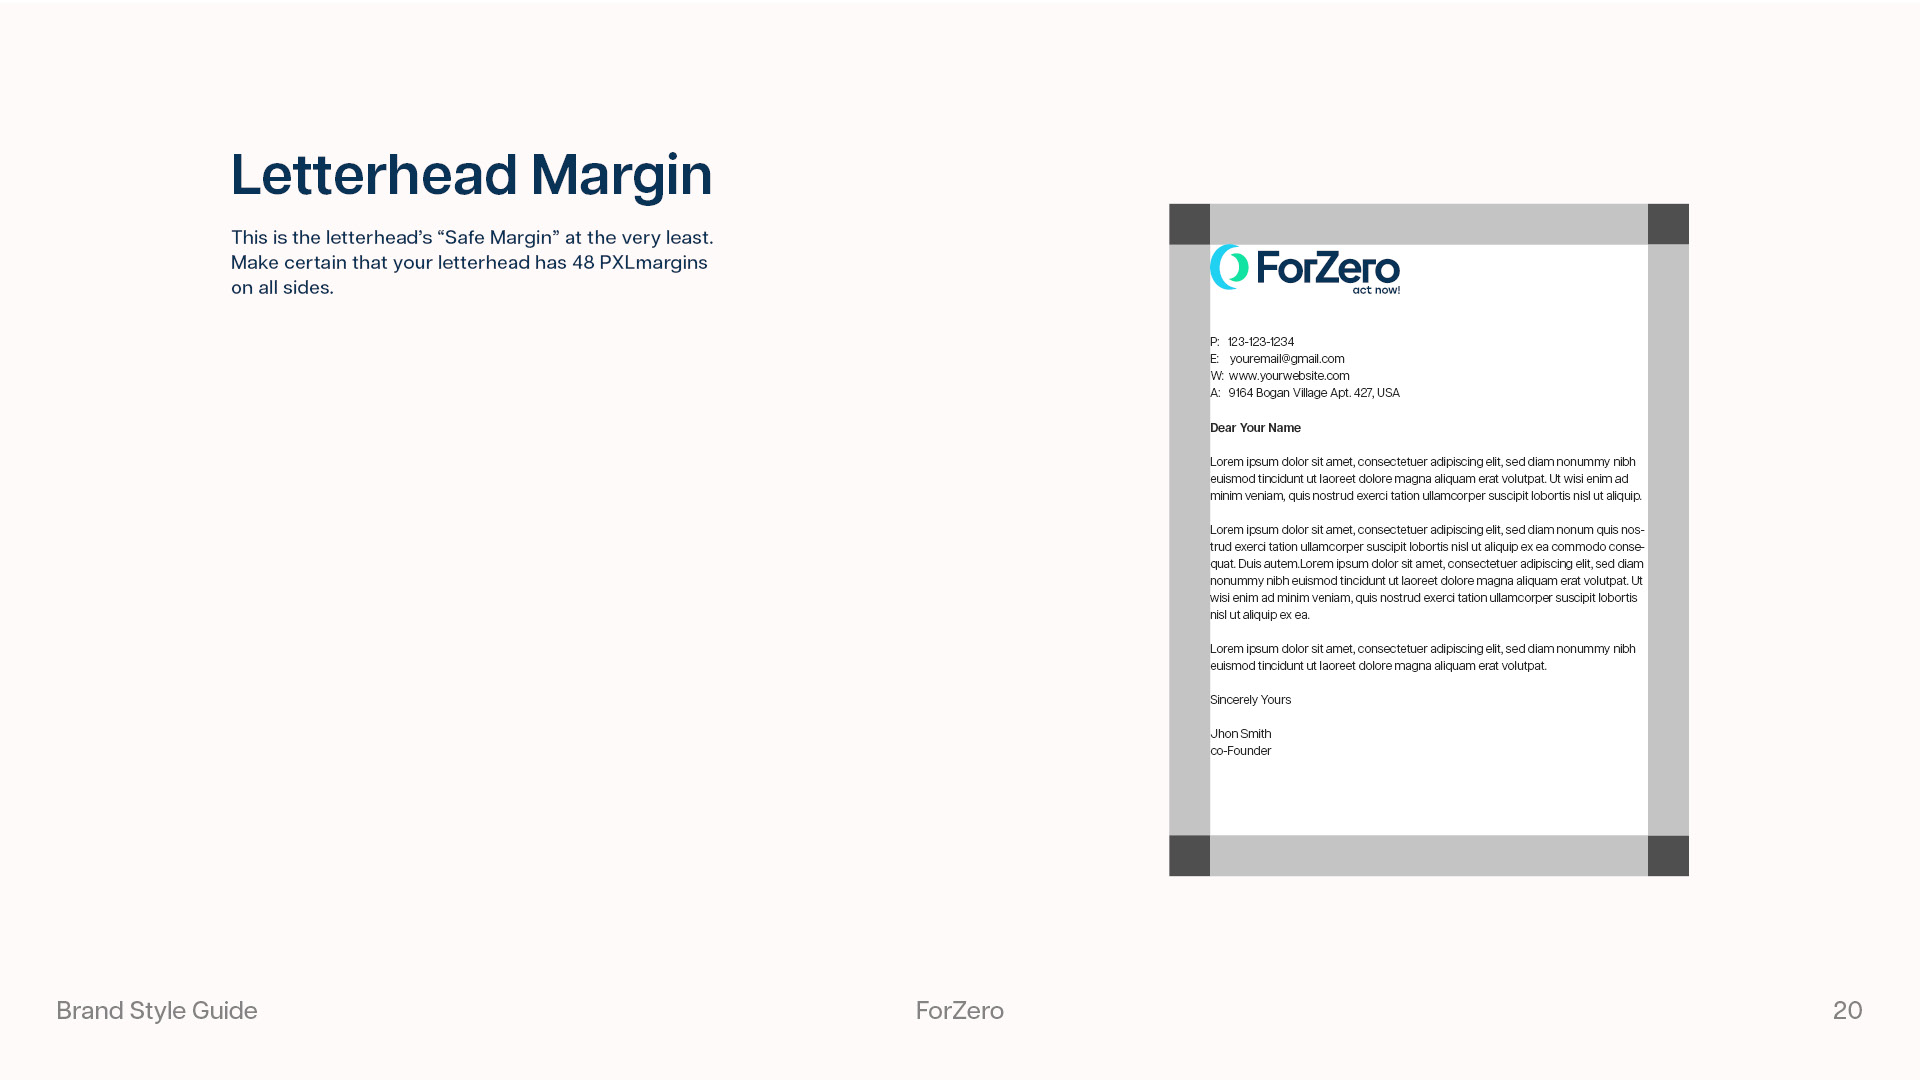 Letterhead Margin
This is the letterhead’s “Safe Margin” at the very least.
Make certain that your letterhead has 48 PXLmargins
on all sides.
ForZero
act now!
P: 123-123-1234
E: youremail@gmail.com
W: www.yourwebsite.com
A: 9164 Bogan Village Apt. 427, USA
Dear Your Name
Lorem ipsum dolor sit amet, consectetuer adipiscing elit, sed diam nonummy nibh
euismod tincidunt ut laoreet dolore magna aliquam erat volutpat. Ut wisi enim ad
minim veniam, quis nostrud exerci tation ullamcorper suscipit lobortis nisl ut aliquip.
Lorem ipsum dolor sit amet, consectetuer adipiscing elit, sed diam nonum quis nos-
trud exerci tation ullamcorper suscipit lobortis nisl ut aliquip ex ea commodo conse-
quat. Duis autem.Lorem ipsum dolor sit amet, consectetuer adipiscing elit, sed diam
nonummy nibh euismod tincidunt ut laoreet dolore magna aliquam erat volutpat. Ut
wisi enim ad minim veniam, quis nostrud exerci tation ullamcorper suscipit lobortis
nisl ut aliquip ex ea.
Lorem ipsum dolor sit amet, consectetuer adipiscing elit, sed diam nonummy nibh
euismod tincidunt ut laoreet dolore magna aliquam erat volutpat.
Sincerely Yours
Jhon Smith
co-Founder
Brand Style Guide
ForZero
20